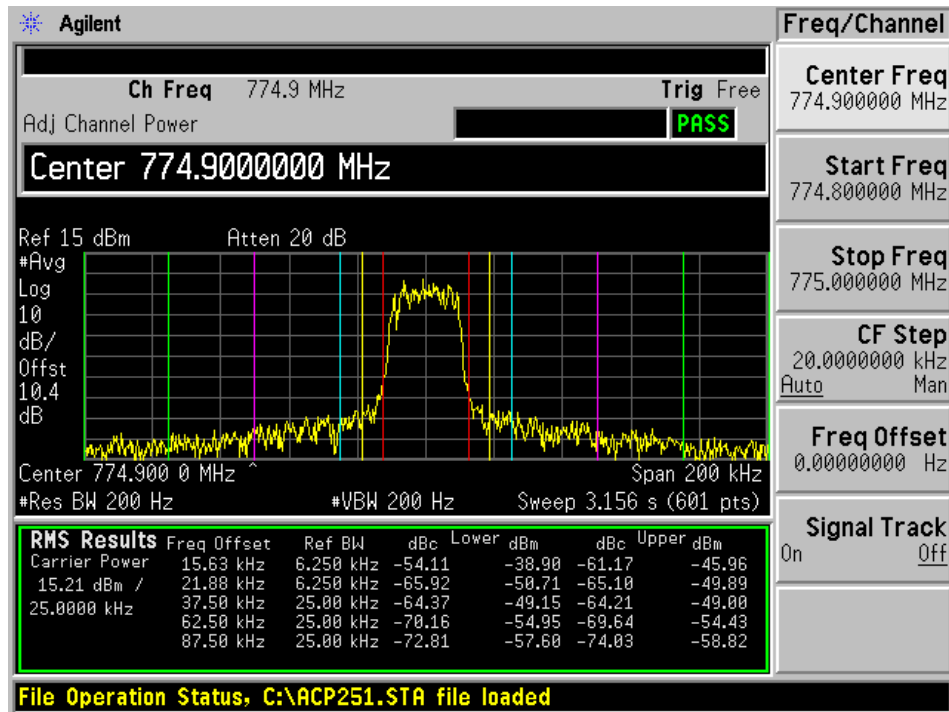 Agilent
Freq/Channel
Ch Freq 774.9 MHz Trig Free
Adj Channel Power PASS
Center 774.9000000 MHz
Ref 15 dBm Atten 20 dB
#Avg
Log
10
dB/
Offst
10.4
dB
Center 774.900 0 MHz ^ Span 200 kHz
#Res BW 200 Hz #VBW 200 Hz Sweep 3.156 s (601 pts)
RMS Results Freq Offset Ref BW dBc Lower dBm dBc Upper dBm
Carrier Power 15.63 kHz 6.250 kHz -54.11 -38.90 -61.17 -45.96
15.21 dBm / 21.88 kHz 6.250 kHz -65.92 -50.71 -65.10 -49.89
25.0000 kHz 37.50 kHz 25.00 kHz -64.37 -49.15 -64.21 -49.00
62.50 kHz 25.00 kHz -70.16 -54.95 -69.64 -54.43
87.50 kHz 25.00 kHz -72.81 -57.60 -74.03 -58.82
File Operation Status, C:\ACP251.STA file loaded
Center Freq
774.900000 MHz
Start Freq
774.800000 MHz
Stop Freq
775.000000 MHz
CF Step
20.0000000 kHz
Auto Man
Freq Offset
0.00000000 Hz
Signal Track
On Off